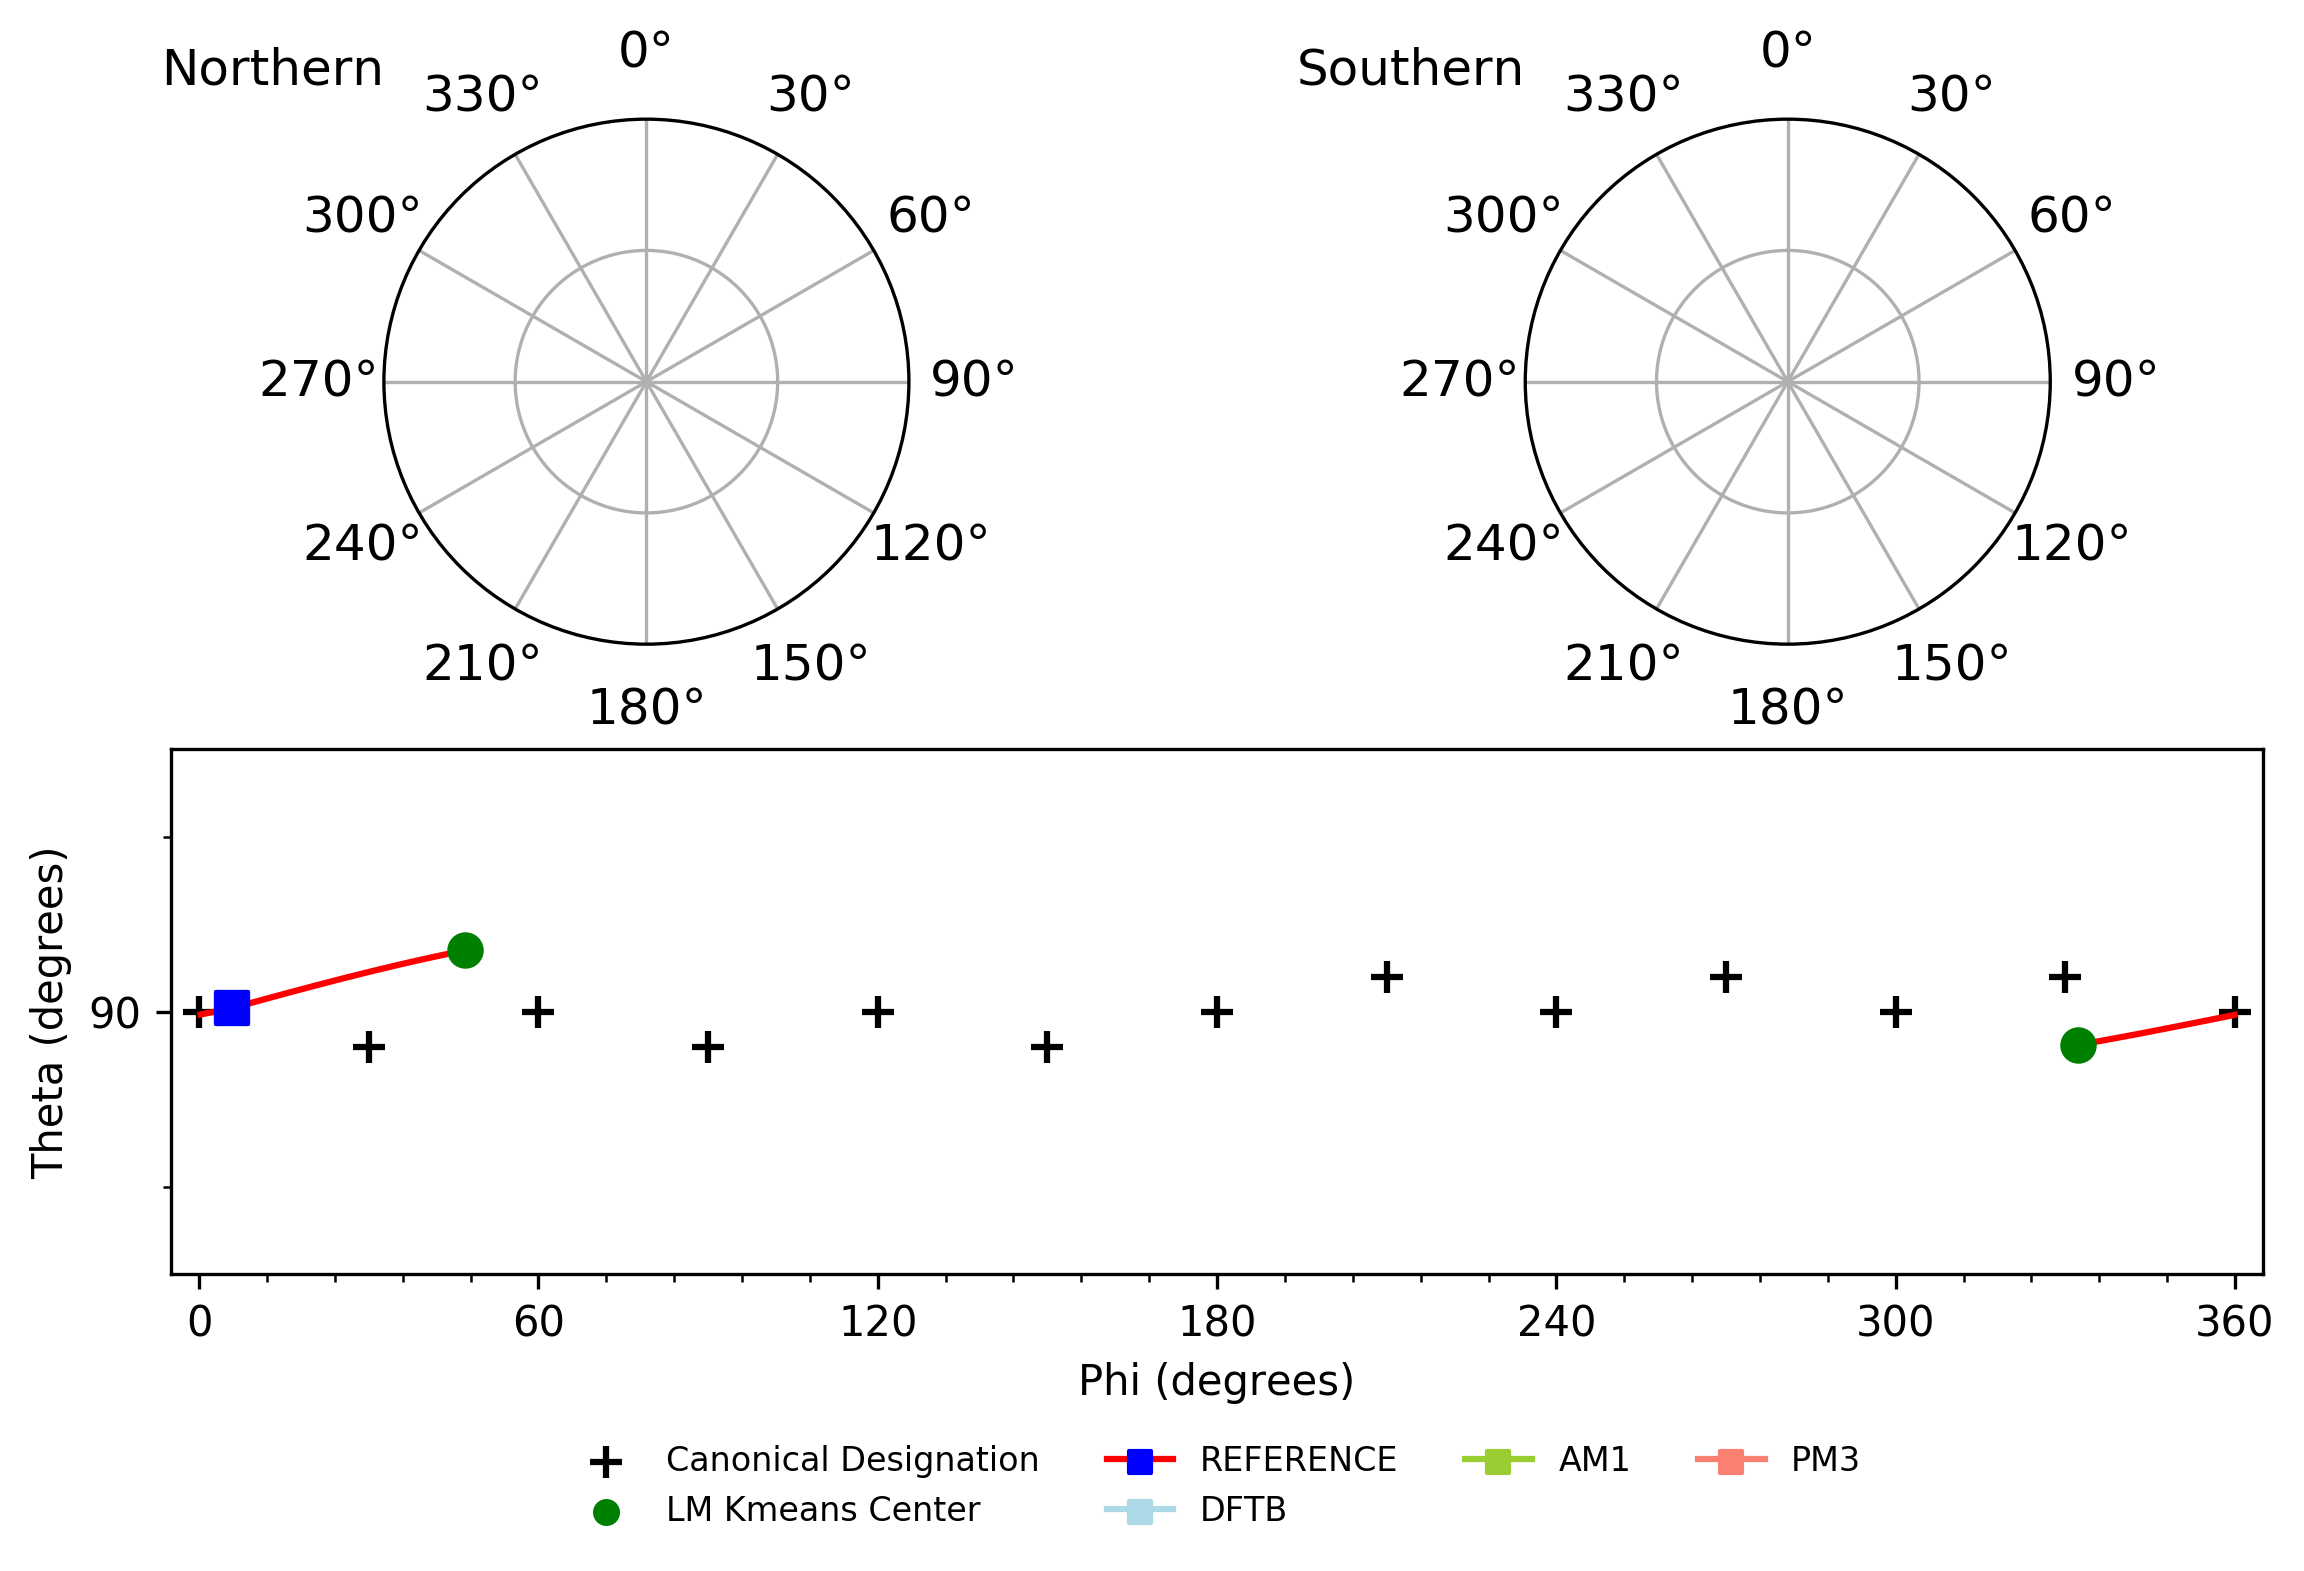 Northern
0°
330°
30°
300°
60°
270°
90°
240°
120°
210°
150°
180°
Southern
0°
330°
30°
300°
60°
270°
90°
240°
120°
210°
150°
180°
Theta (degrees)
90
0 60 120 180 240 300 360
Phi (degrees)
Canonical Designation
LM Kmeans Center
REFERENCE
DFTB
AM1
PM3